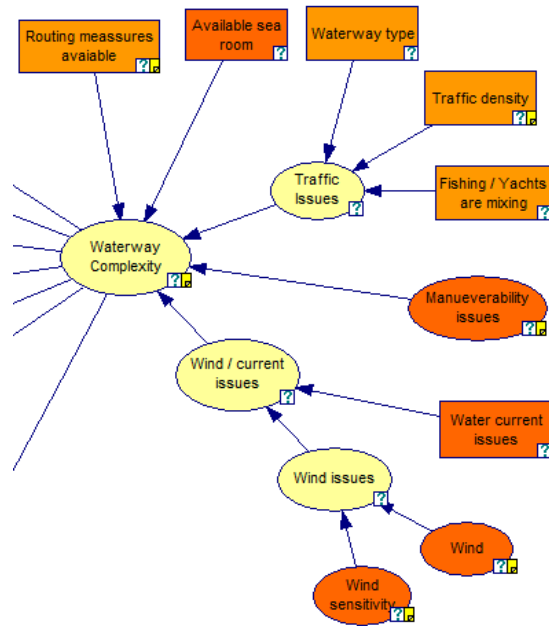 Routing meassures
avaiable
Available sea
room
Waterway type
Traffic density
Traffic
Issues
Fishing / Yachts
are mixing
Waterway
Complexity
Manueverability
issues
Wind / current
issues
Water current
issues
Wind issues
Wind
Wind
sensitivity